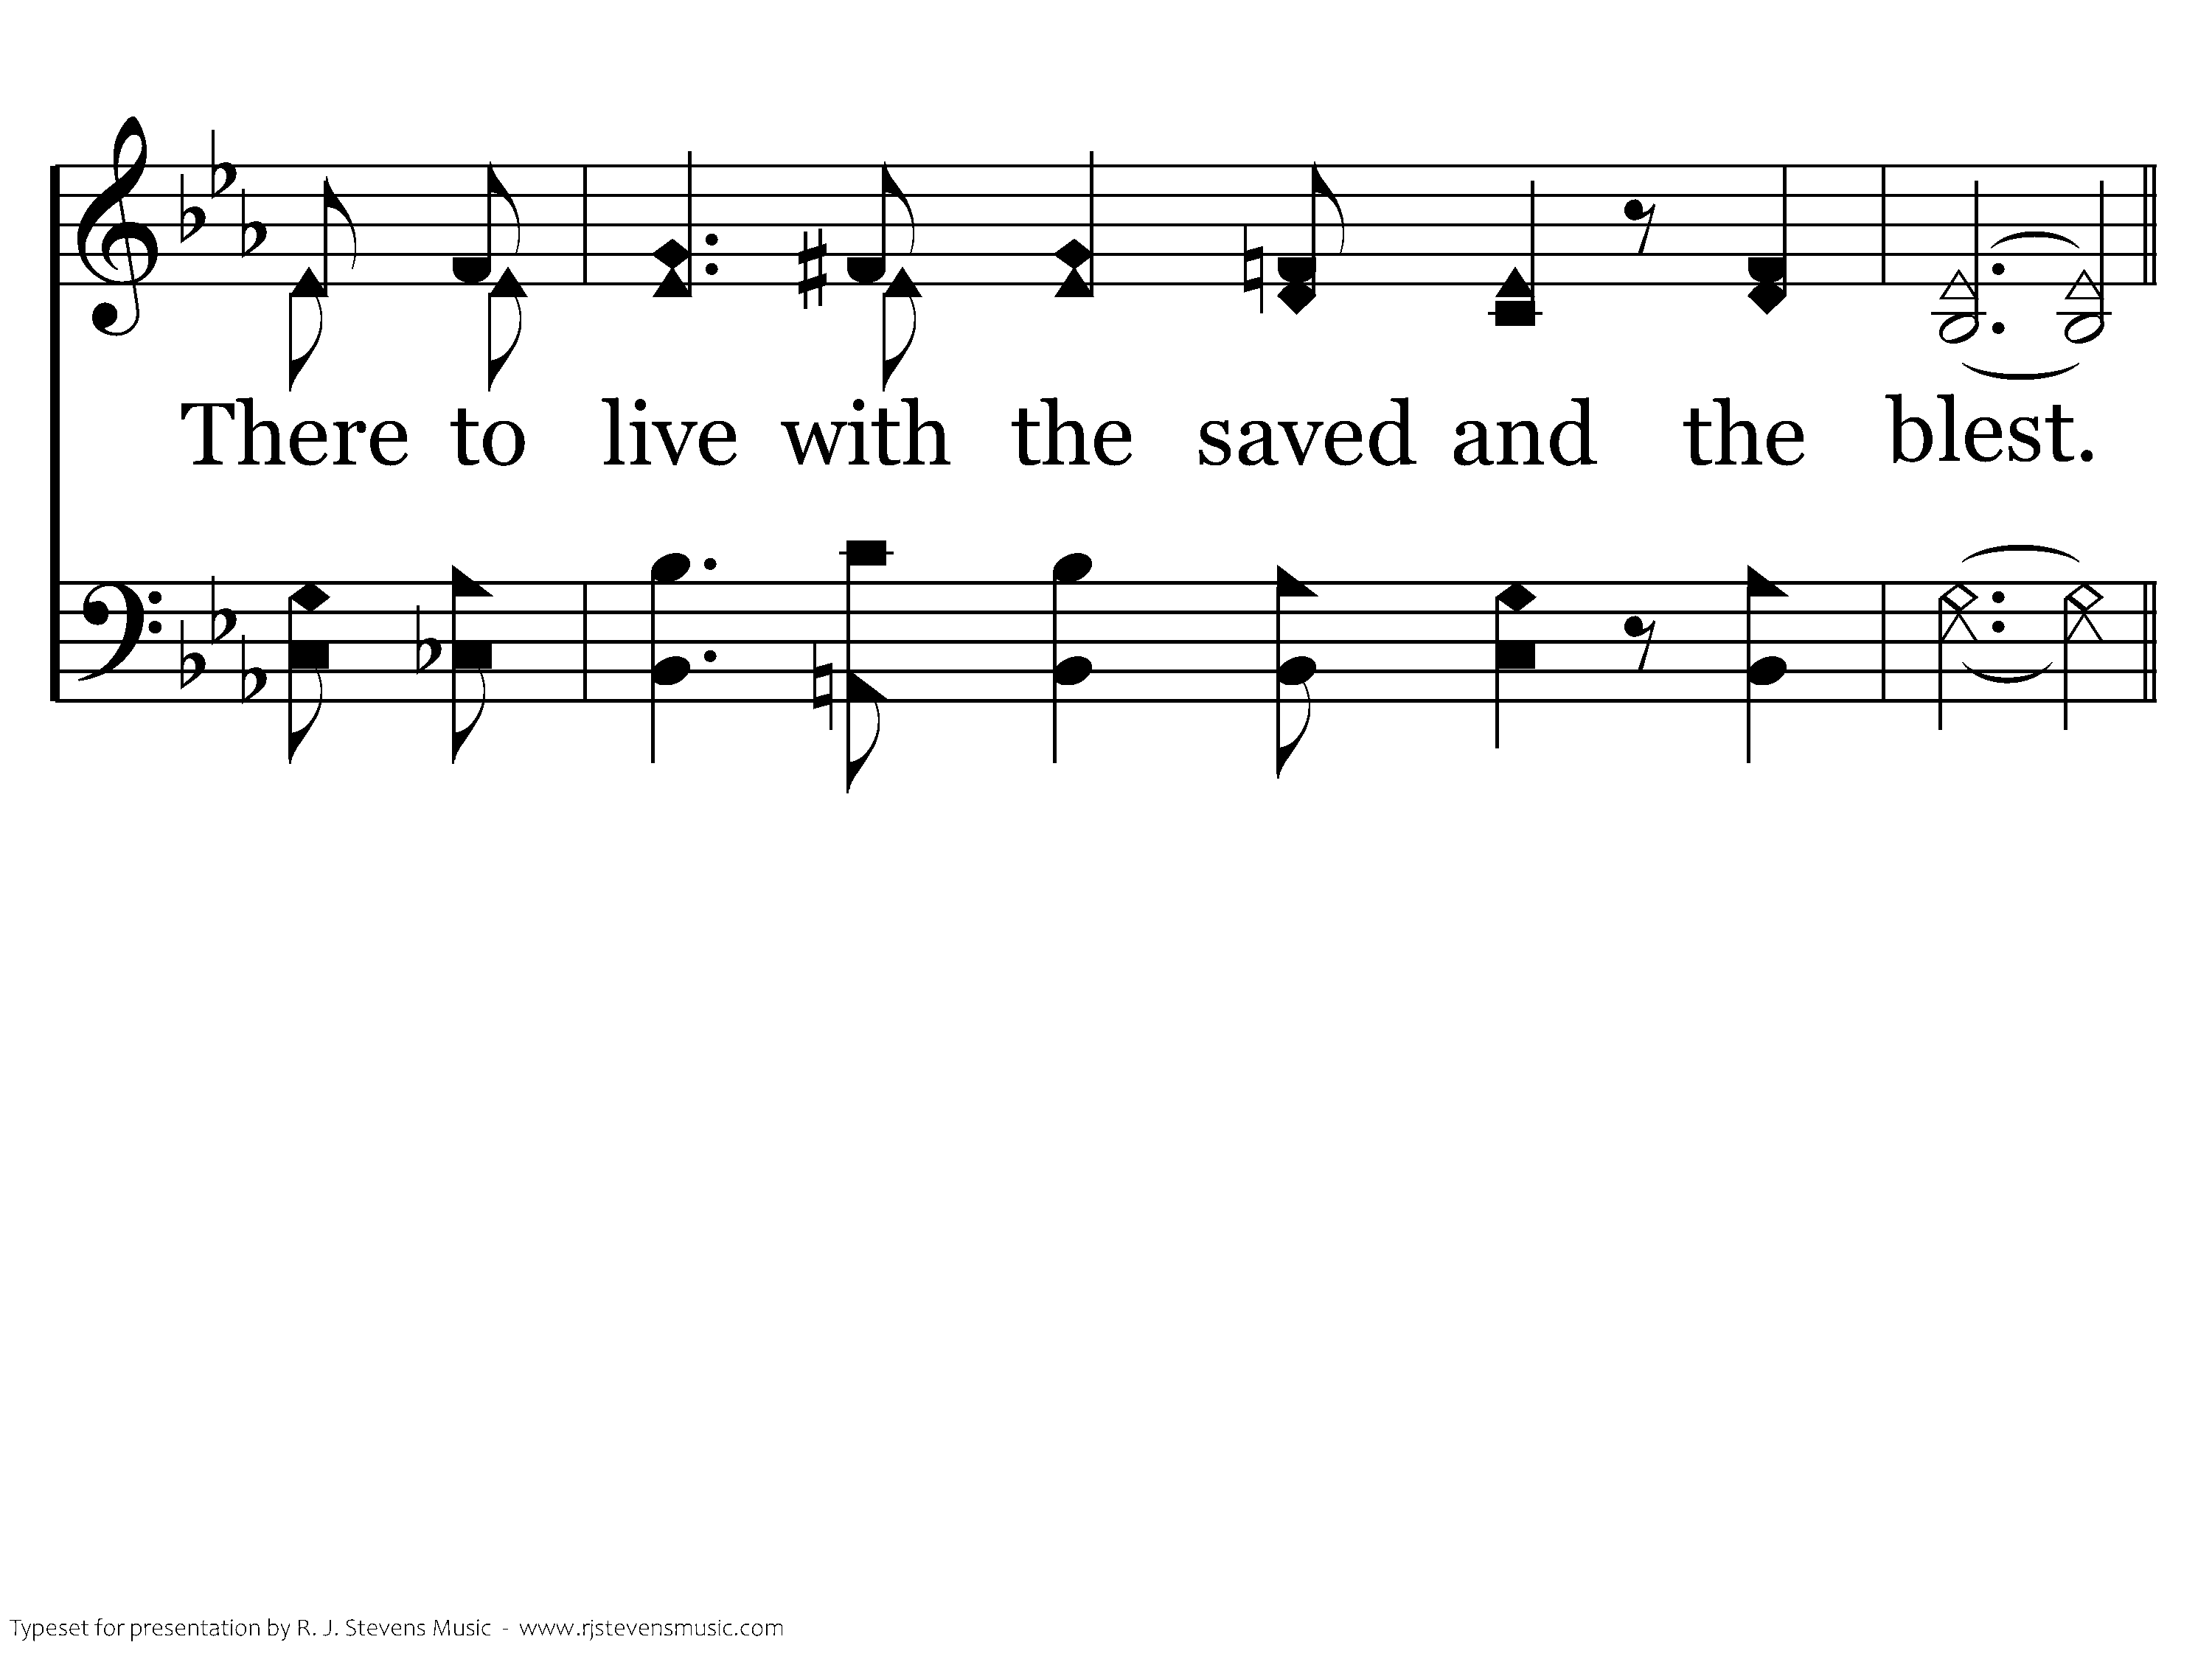 There to live with the saved and the blest.
Typeset for presentation by R. J. Stevens Music - www.rjstevensmusic.com